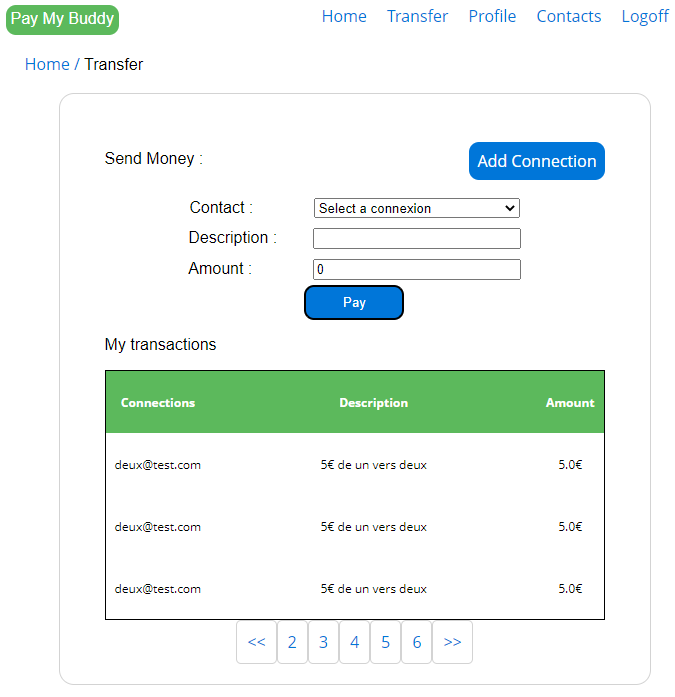 Pay My Buddy
Home Transfer Profile Contacts Logoff
Home / Transfer
Send Money :
Add Connection
Contact : Select a connexion
Description :
Amount : 0
Pay
My transactions
Connections Description Amount
deux@test.com 5€ de un vers deux 5.0€
deux@test.com 5€ de un vers deux 5.0€
deux@test.com 5€ de un vers deux 5.0€
<< 2 3 4 5 6 >>